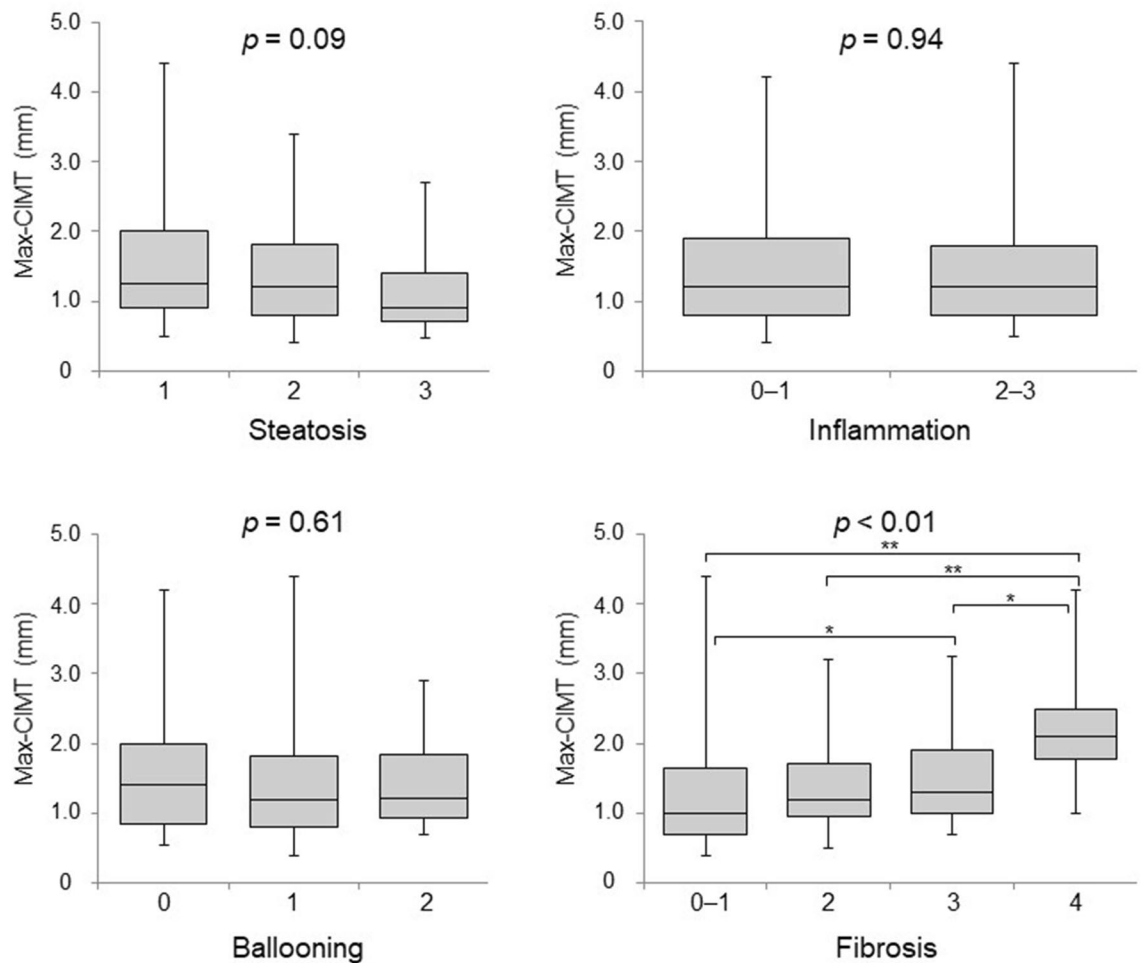 p = 0.09
Max-CIMT (mm)
5.0
4.0
3.0
2.0
1.0
0
1 2 3
Steatosis
p = 0.94
Max-CIMT (mm)
5.0
4.0
3.0
2.0
1.0
0
0–1 2–3
Inflammation
p = 0.61
Max-CIMT (mm)
5.0
4.0
3.0
2.0
1.0
0
0 1 2
Ballooning
p < 0.01
**
**
*
*
Max-CIMT (mm)
5.0
4.0
3.0
2.0
1.0
0
0–1 2 3 4
Fibrosis